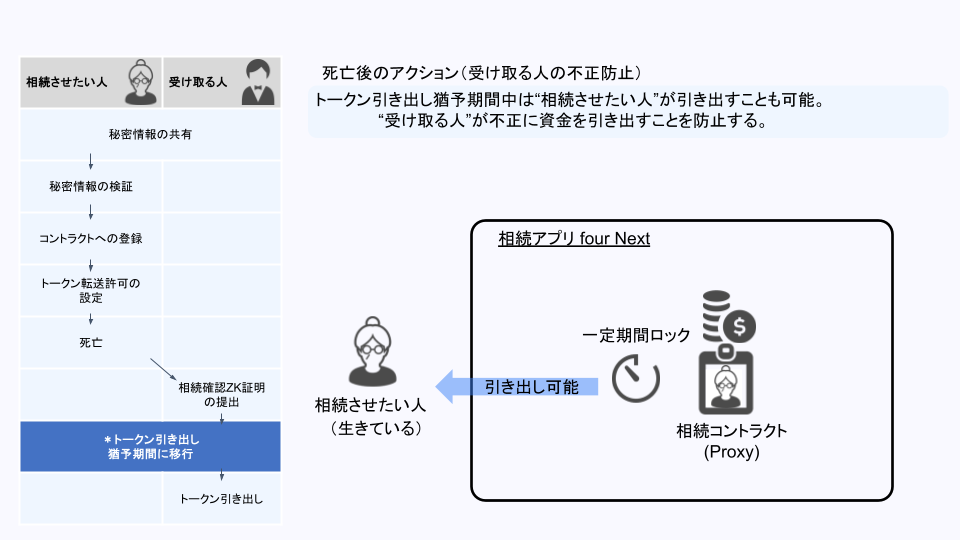 相続させたい人
受け取る人
秘密情報の共有
秘密情報の検証
コントラクトへの登録
トークン転送許可の
設定
死亡
相続確認ZK証明
の提出
＊トークン引き出し
猶予期間に移行
トークン引き出し
死亡後のアクション（受け取る人の不正防止）
トークン引き出し猶予期間中は“相続させたい人”が引き出すことも可能。
“受け取る人”が不正に資金を引き出すことを防止する。
相続アプリ four Next
一定期間ロック
引き出し可能
相続させたい人
（生きている）
相続コントラクト
(Proxy)